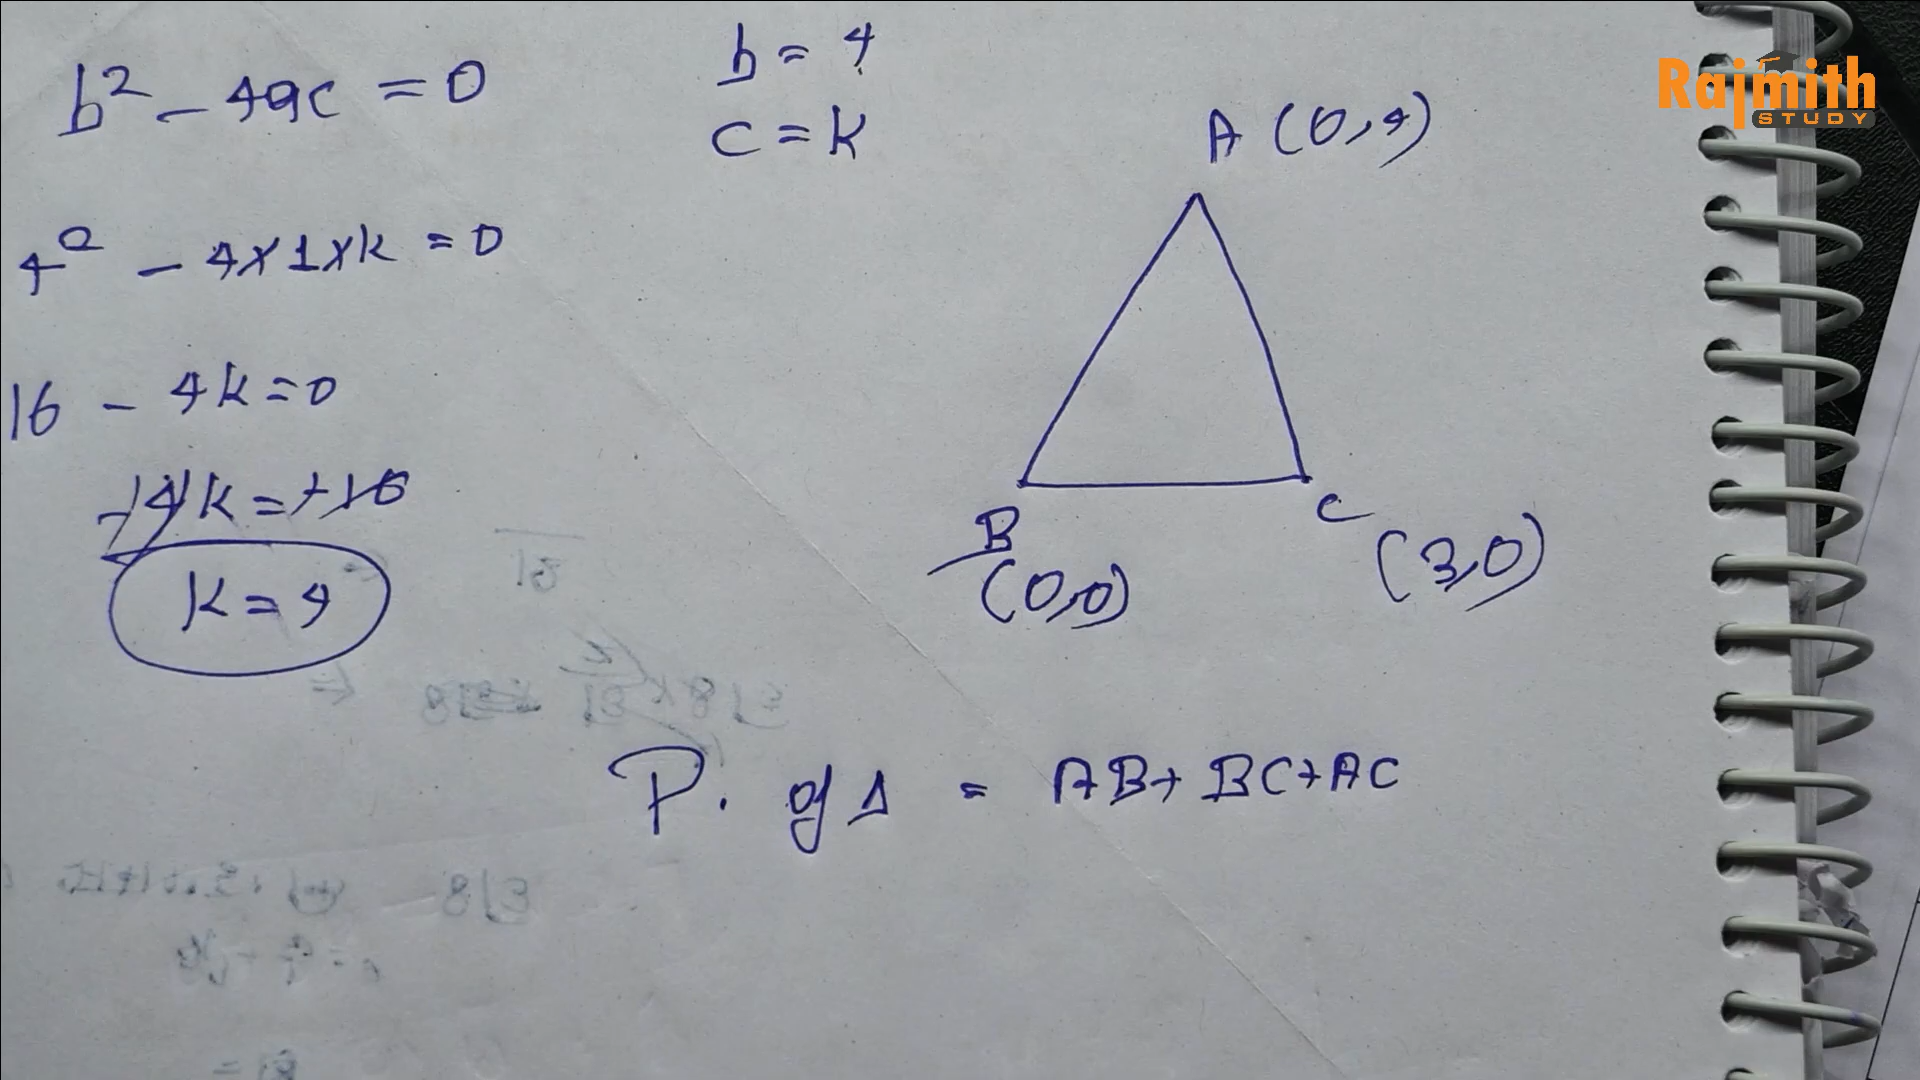 b² - 4ac = 0
4² - 4×1×k = 0
16 - 4k = 0
-4k = -16
k = 4
b = 4
c = k
A (0,4)
B
(0,0)
C
(3,0)
P. of Δ = AB + BC + AC
Rajmith
STUDY